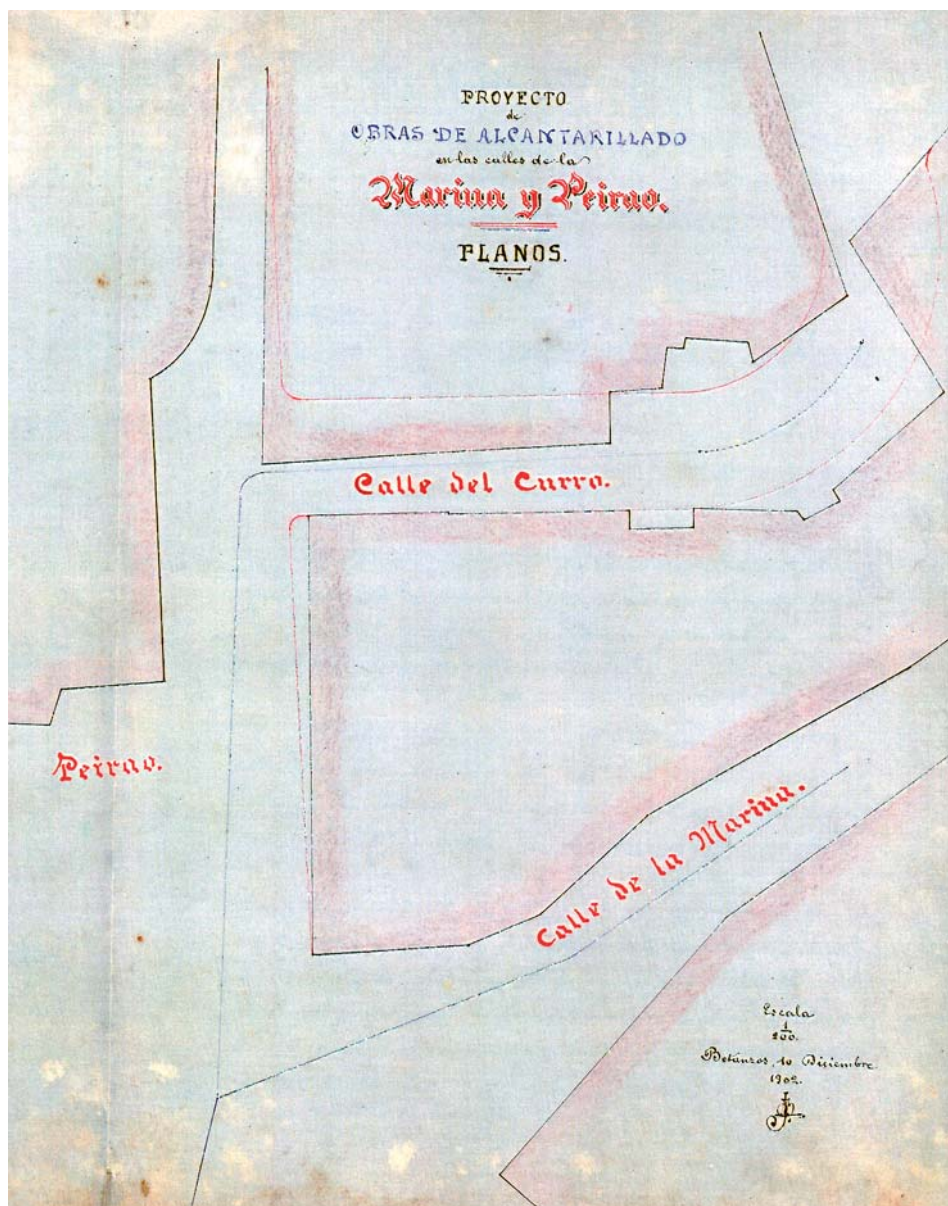 PROYECTO
de
OBRAS DE ALCANTARILLADO
en las calles de la
Marina y Peirao.
PLANOS.
Calle del Curro.
Peirao.
Calle de la Marina.
Escala
1
200.
Betanzos, 10 Diciembre
1902.